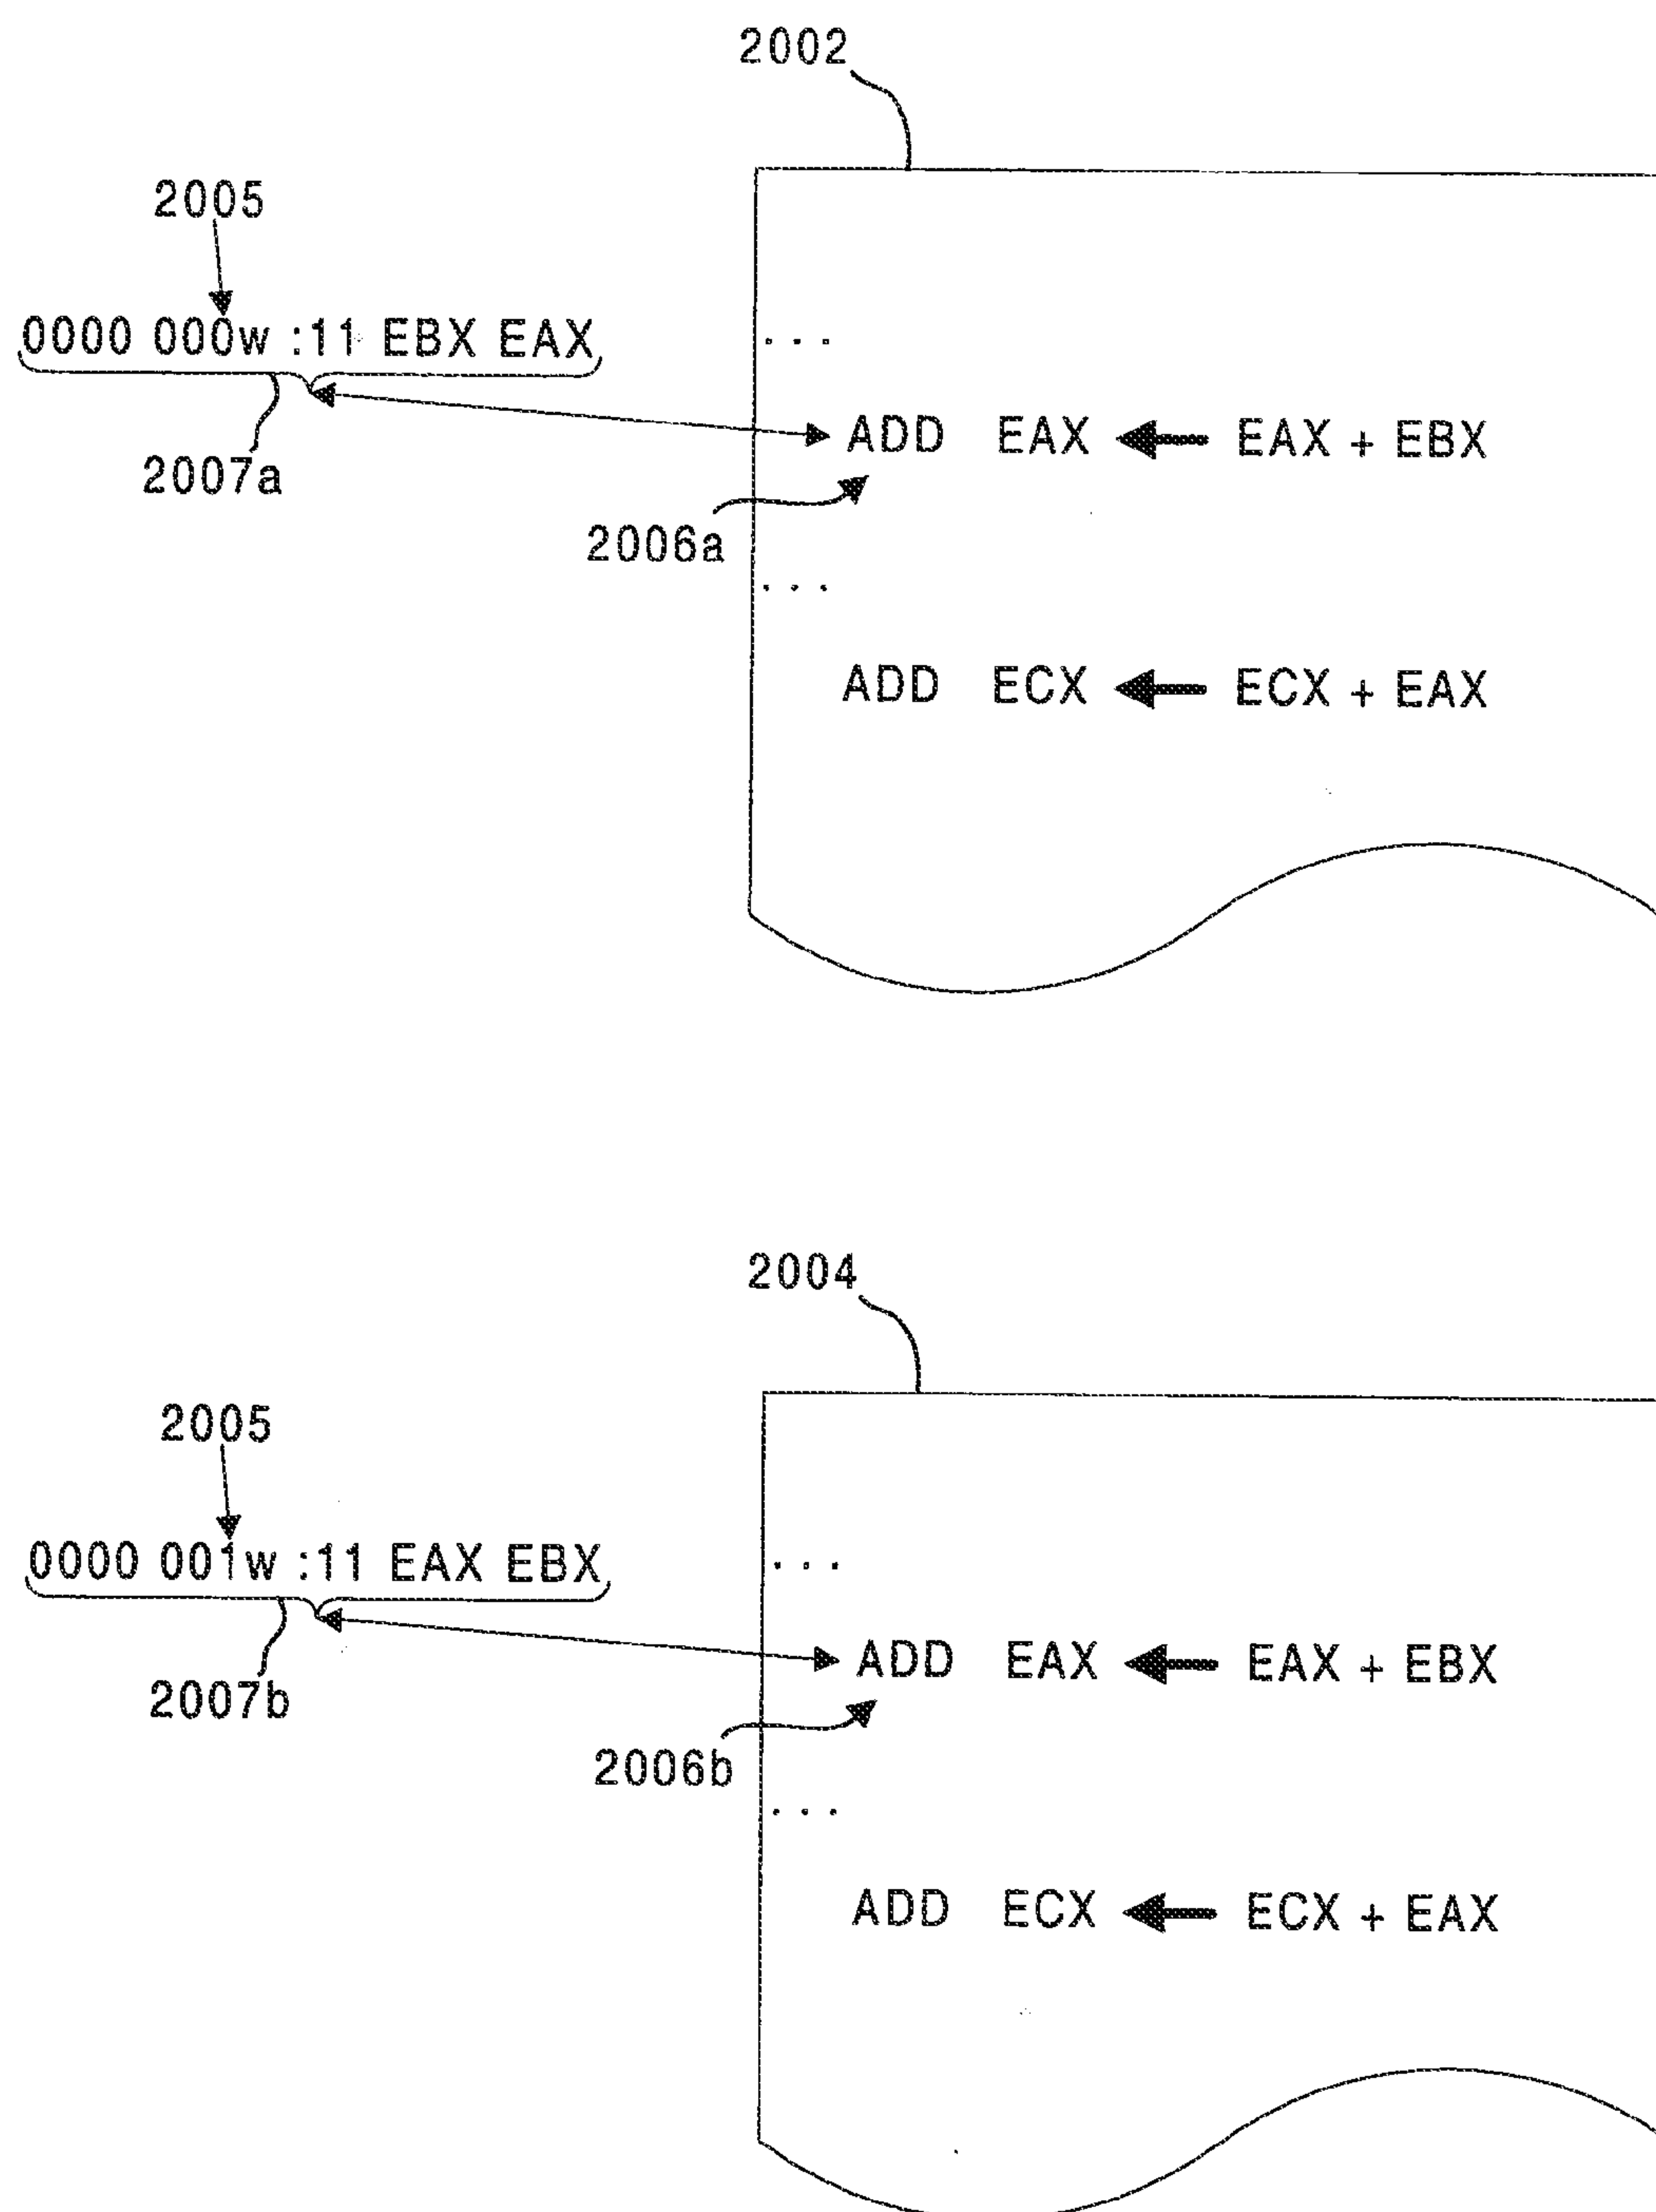 2002
2005
0000 000w :11 EBX EAX
...
2007a
ADD EAX ← EAX + EBX
2006a
...
ADD ECX ← ECX + EAX
2004
2005
0000 001w :11 EAX EBX
...
2007b
ADD EAX ← EAX + EBX
2006b
...
ADD ECX ← ECX + EAX